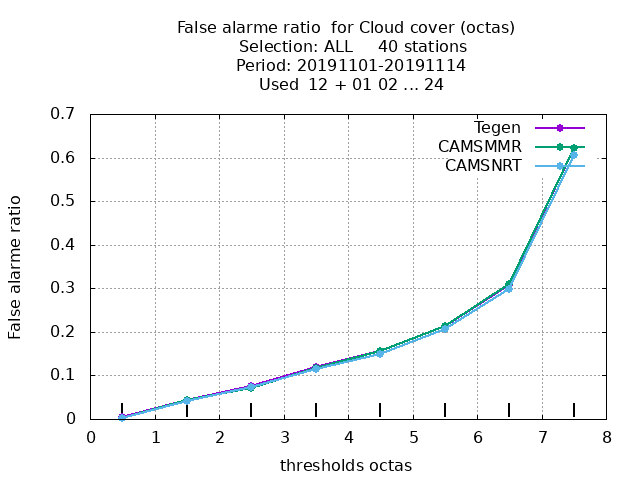 False alarme ratio  for Cloud cover (octas)
Selection: ALL     40 stations
Period: 20191101-20191114
Used  12 + 01 02 ... 24
Tegen
CAMSMMR
CAMSNRT
False alarme ratio
0.7
0.6
0.5
0.4
0.3
0.2
0.1
0
0 1 2 3 4 5 6 7 8
thresholds octas